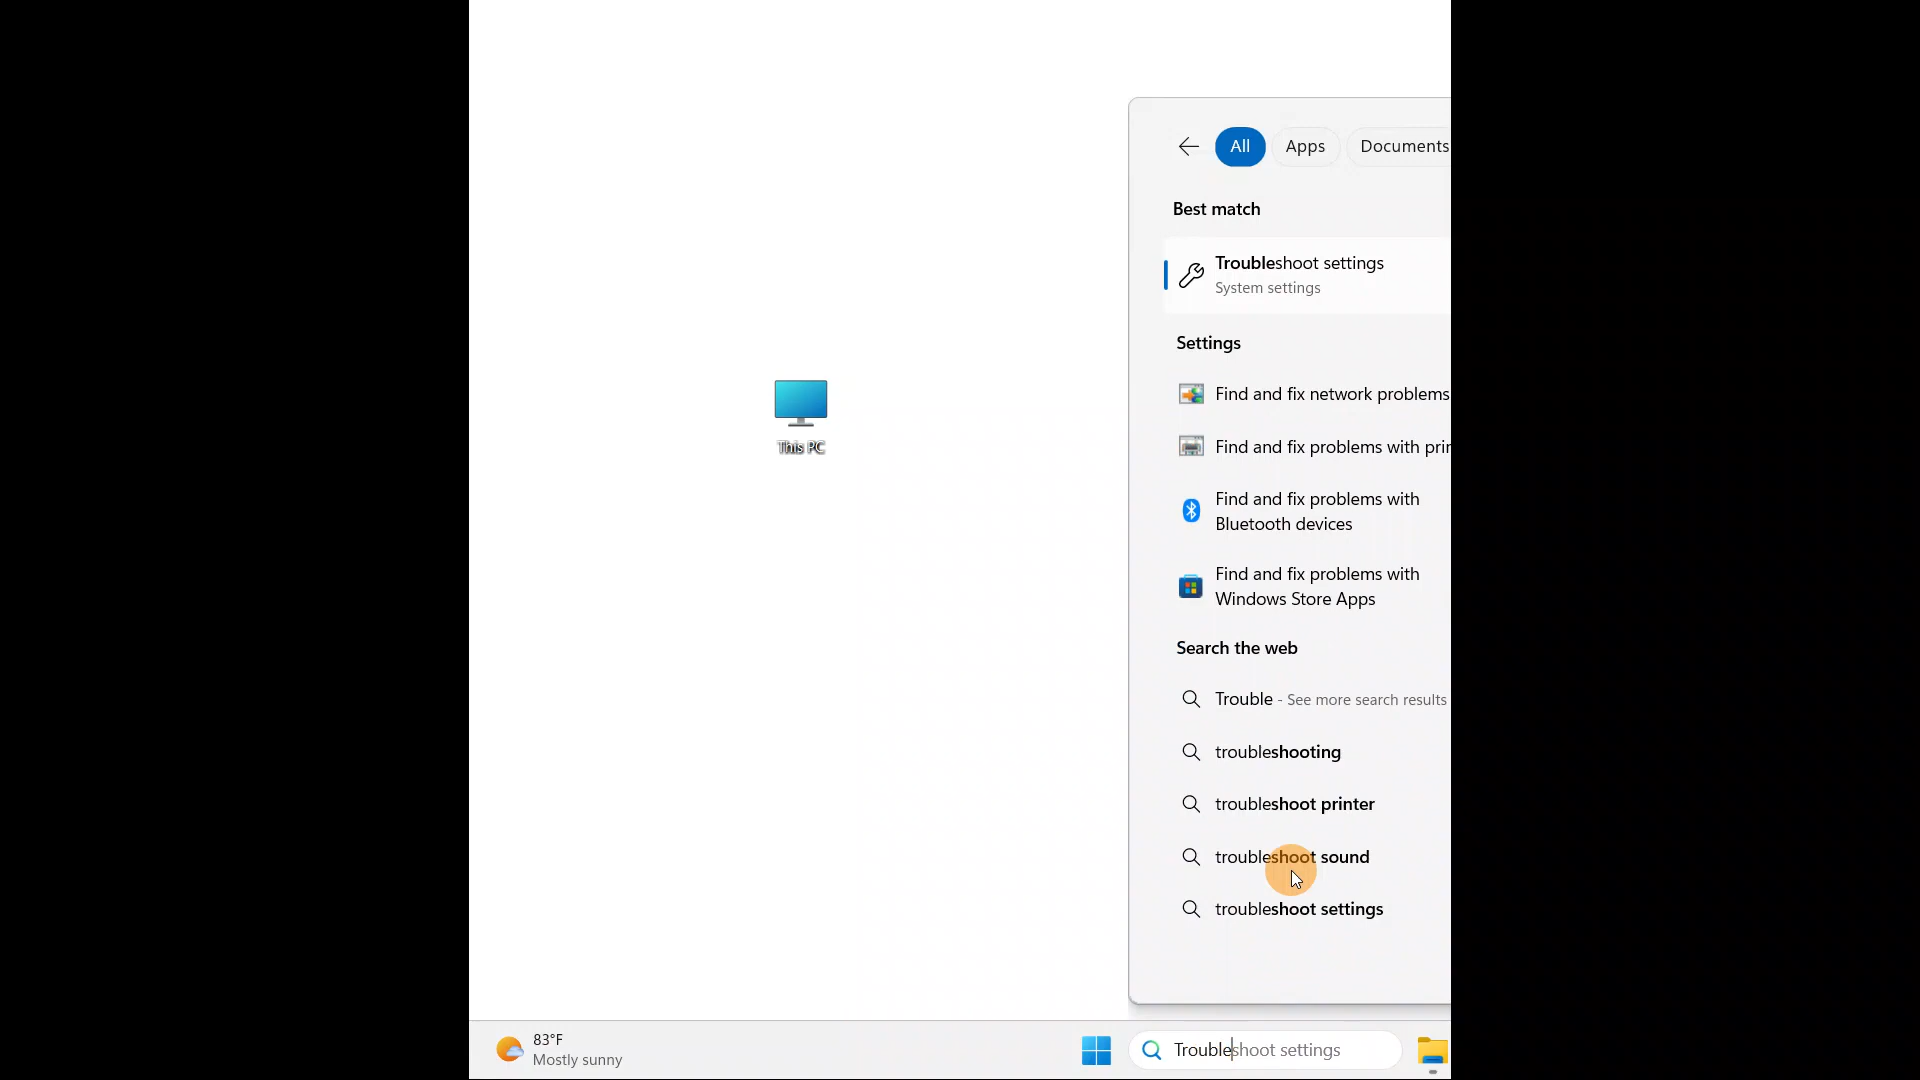 All Apps Documents
Best match
Troubleshoot settings
System settings
Settings
Find and fix network problems
Find and fix problems with
Find and fix problems with
Bluetooth devices
Find and fix problems with
Windows Store Apps
Search the web
Trouble - See more search results
troubleshooting
troubleshoot printer
troubleshoot sound
troubleshoot settings
This PC
83°F
Mostly sunny
Troubleshoot settings